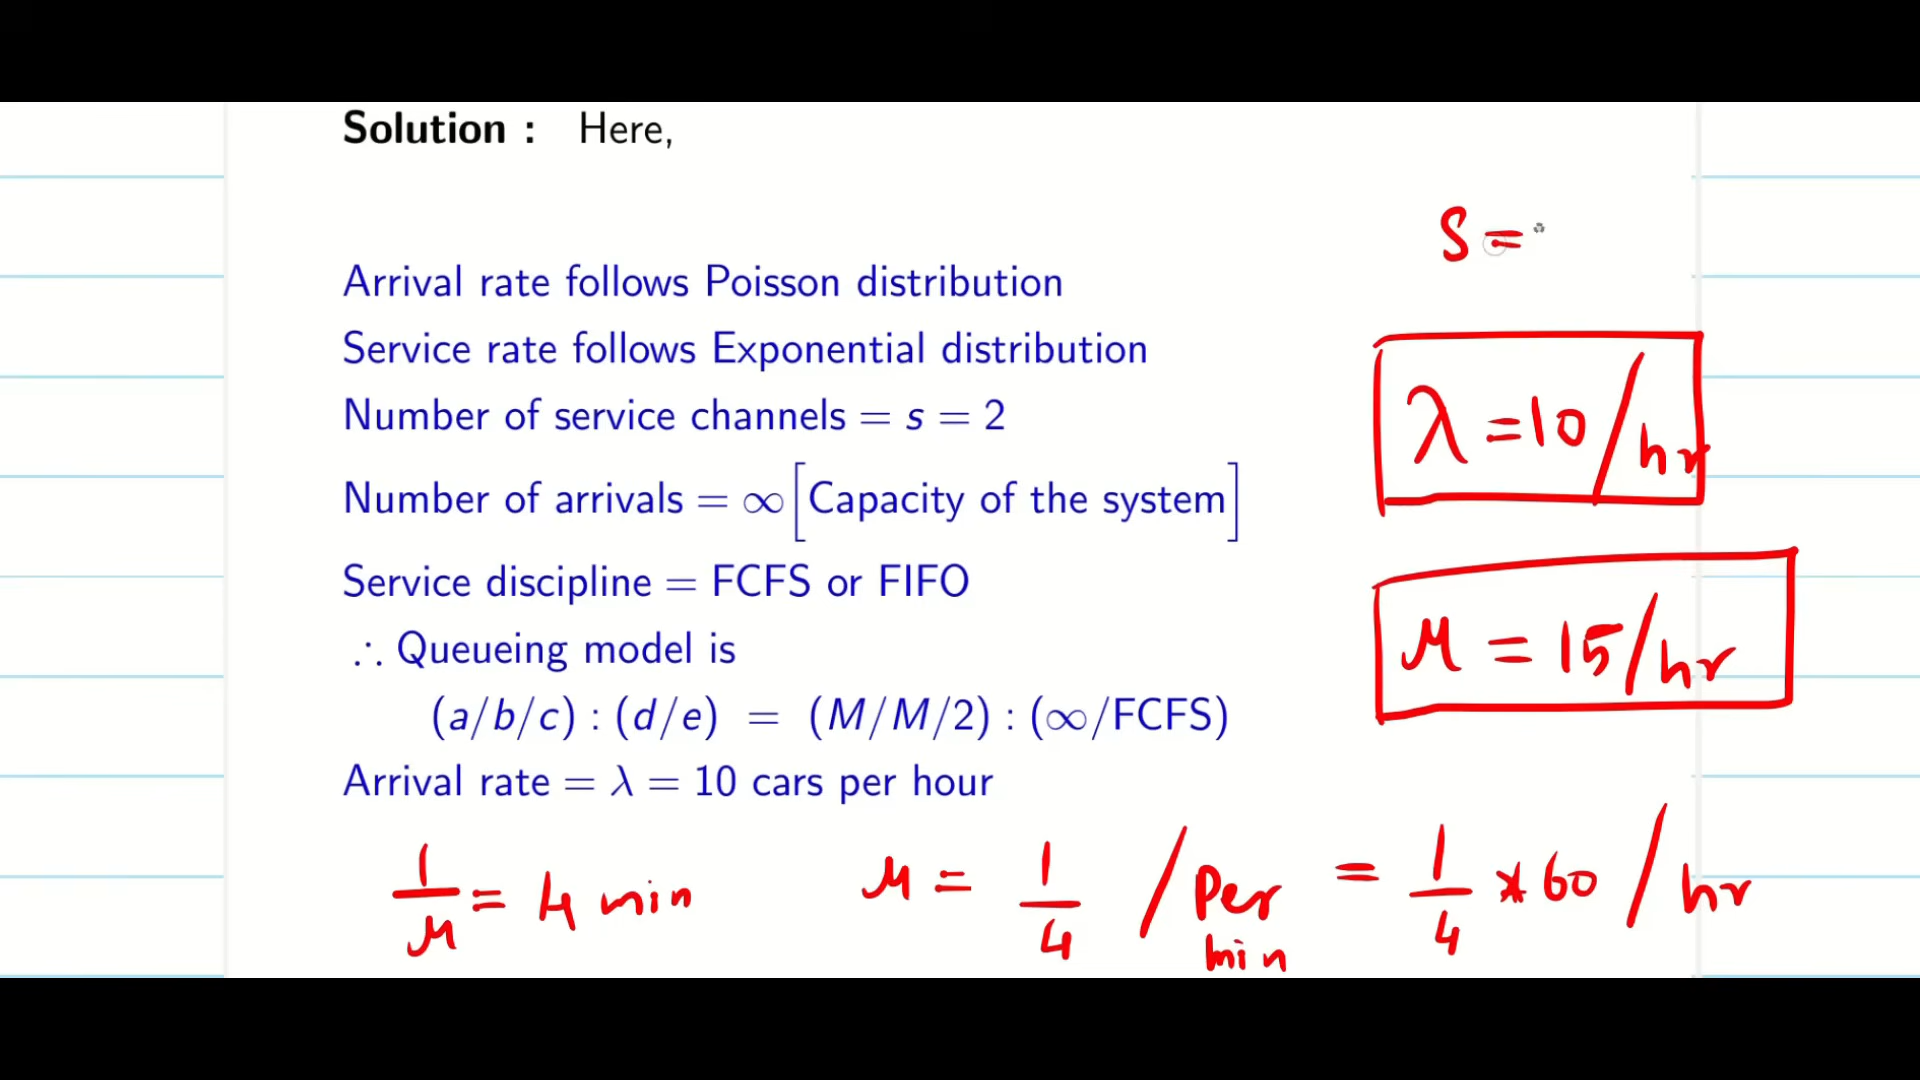 Solution : Here,
S =
Arrival rate follows Poisson distribution
Service rate follows Exponential distribution
Number of service channels = s = 2
λ = 10 / hr
Number of arrivals = ∞ [Capacity of the system]
Service discipline = FCFS or FIFO
∴ Queueing model is
μ = 15 / hr
(a/b/c) : (d/e) = (M/M/2) : (∞/FCFS)
Arrival rate = λ = 10 cars per hour
1/μ = 4 min μ = 1/4 / Per min = 1/4 * 60 / hr